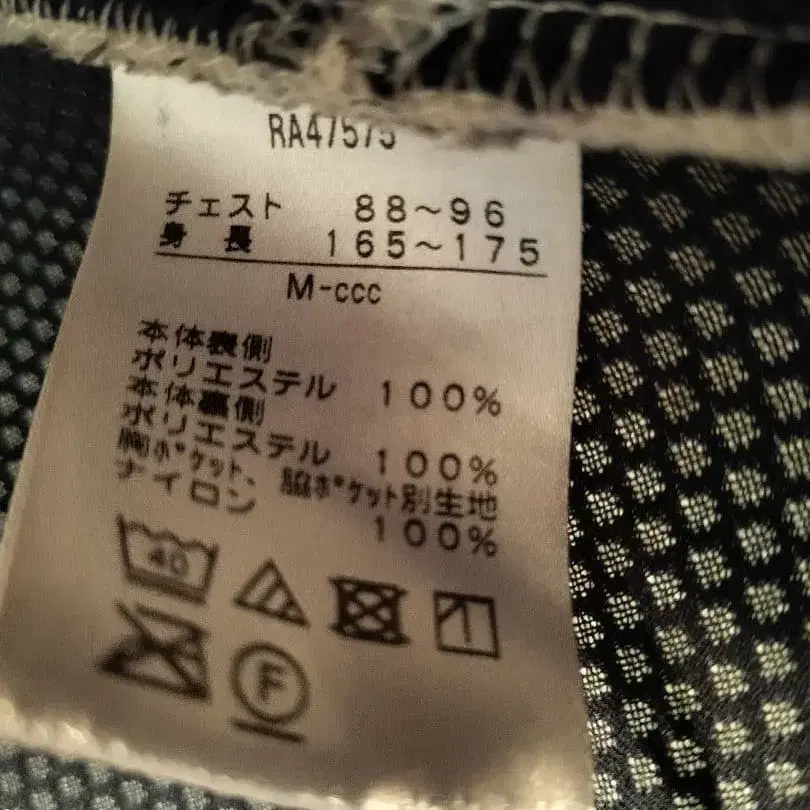 RA47575
チェスト 88～96
身 長 165～175
M-ccc
本体表側
ポリエステル 100%
本体裏側
ポリエステル 100%
胸ポケット、脇ポケット別生地
ナイロン 100%
40
F